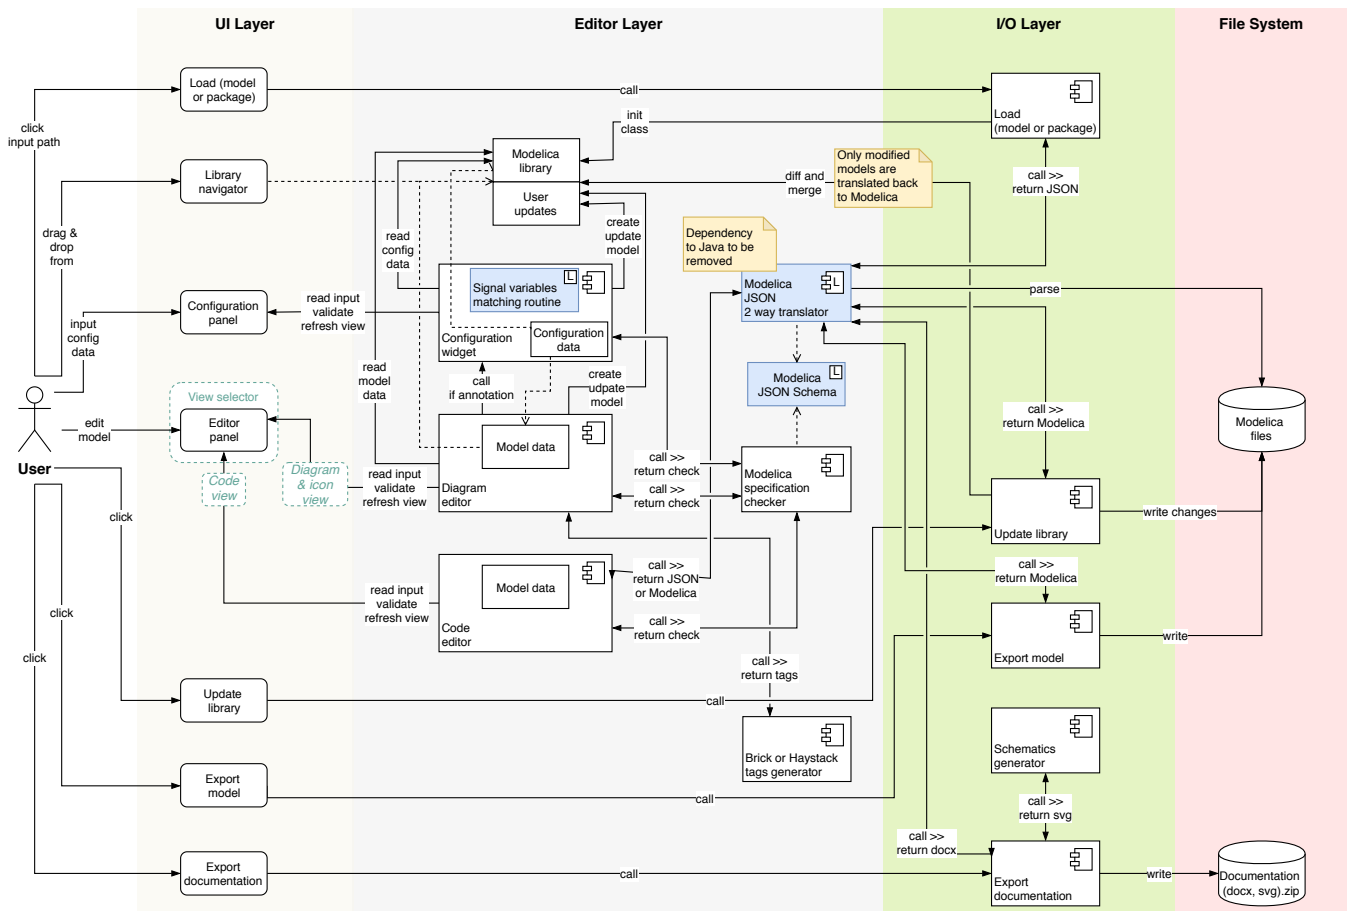 UI Layer
Editor Layer
I/O Layer
File System
Load (model
or package)
call
Load
(model or package)
click
input path
init
class
Modelica
library
User
updates
Library
navigator
diff and
merge
Only modified
models are
translated back
to Modelica
call >>
return JSON
drag &
drop
from
read
config
data
create
update
model
Dependency
to Java to be
removed
Signal variables
matching routine
L
Modelica
JSON
2 way translator
L
parse
Configuration
panel
read input
validate
refresh view
input
config
data
Configuration
widget
Configuration
data
read
model
data
call
if annotation
create
udpate
model
Modelica
JSON Schema
L
View selector
Editor
panel
edit
model
call >>
return Modelica
Modelica
files
User
Code
view
Diagram
& icon
view
read input
validate
refresh view
Model data
Diagram
editor
call >>
return check
call >>
return check
Modelica
specification
checker
click
Update library
write changes
call >>
return JSON
or Modelica
call >>
return Modelica
Model data
read input
validate
refresh view
Code
editor
call >>
return check
click
click
Export model
write
call >>
return tags
Update
library
call
Brick or Haystack
tags generator
Schematics
generator
Export
model
call
call >>
return svg
call >>
return docx
Export
documentation
call
Export
documentation
write
Documentation
(docx, svg).zip